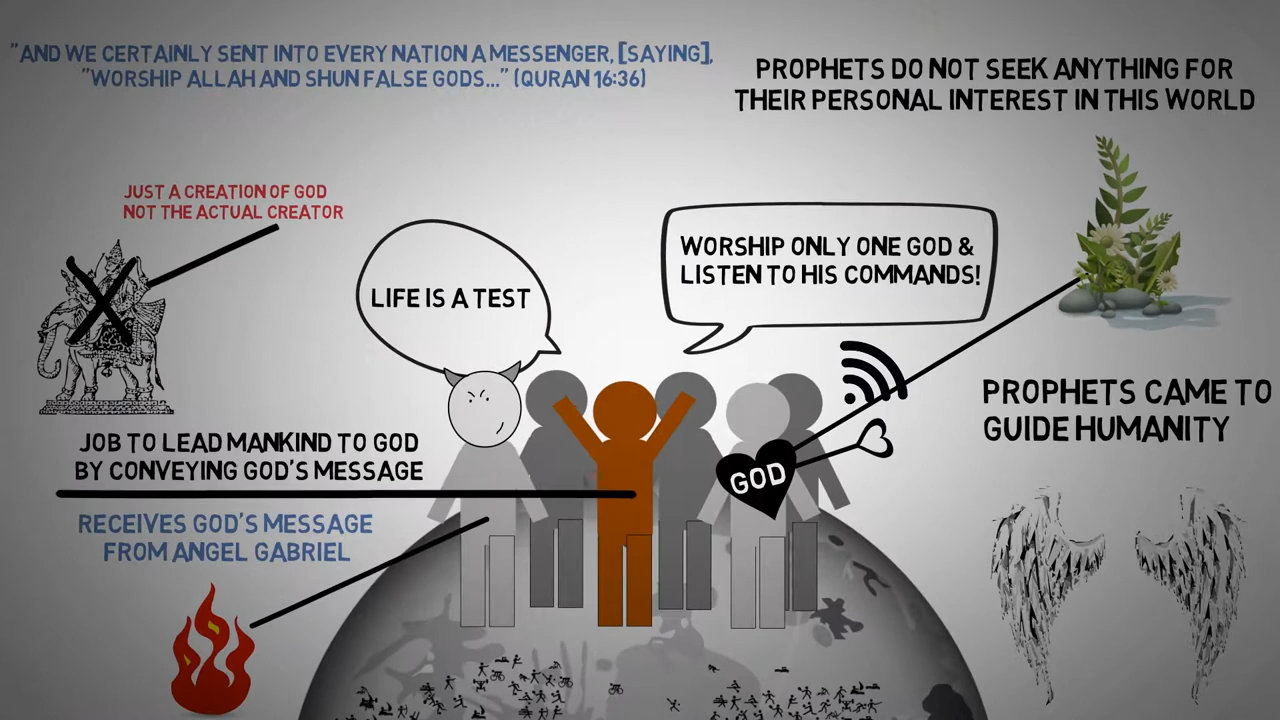 "AND WE CERTAINLY SENT INTO EVERY NATION A MESSENGER, [SAYING],
"WORSHIP ALLAH AND SHUN FALSE GODS..." (QURAN 16:36)
PROPHETS DO NOT SEEK ANYTHING FOR
THEIR PERSONAL INTEREST IN THIS WORLD
JUST A CREATION OF GOD
NOT THE ACTUAL CREATOR
LIFE IS A TEST
WORSHIP ONLY ONE GOD &
LISTEN TO HIS COMMANDS!
PROPHETS CAME TO
GUIDE HUMANITY
JOB TO LEAD MANKIND TO GOD
BY CONVEYING GOD'S MESSAGE
GOD
RECEIVES GOD'S MESSAGE
FROM ANGEL GABRIEL